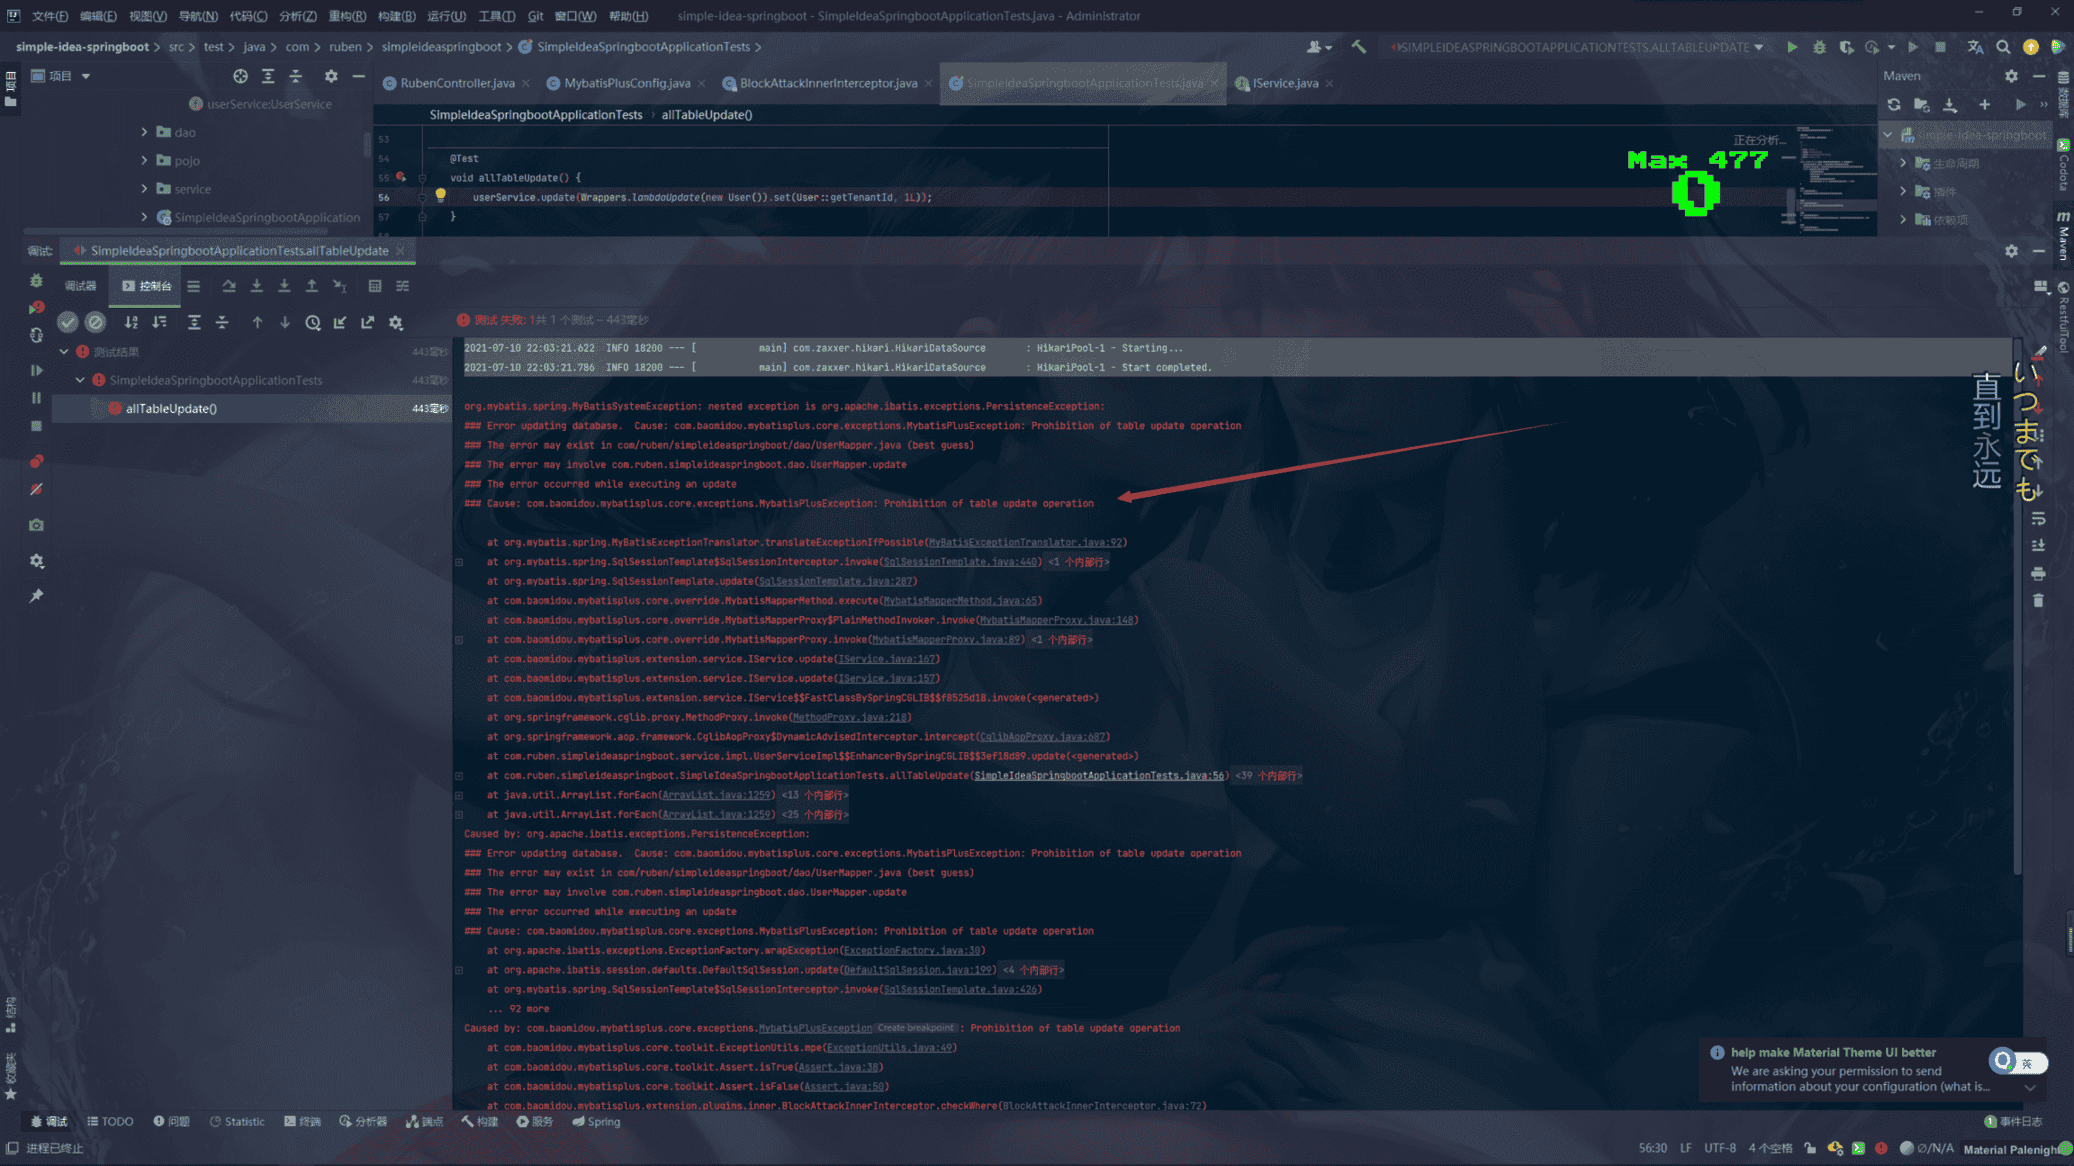 文件(F) 编辑(E) 视图(V) 导航(N) 代码(C) 分析(Z) 重构(R) 构建(B) 运行(U) 工具(T) Git 窗口(W) 帮助(H) simple-idea-springboot - SimpleIdeaSpringbootApplicationTests.java - Administrator
simple-idea-springboot > src > test > java > com > ruben > simpleideaspringboot > SimpleIdeaSpringbootApplicationTests >
SIMPLEIDEASPRINGBOOTAPPLICATIONTESTS.ALLTABLEUPDATE
项目
RubenController.java MybatisPlusConfig.java BlockAttackInnerInterceptor.java SimpleIdeaSpringbootApplicationTests.java IService.java
Maven
userService:UserService
dao
pojo
service
SimpleIdeaSpringbootApplication
SimpleIdeaSpringbootApplicationTests > allTableUpdate()
53
54 @Test
55 void allTableUpdate() {
56 userService.update(Wrappers.lambdaUpdate(new User()).set(User::getTenantId, 1L));
57 }
正在分析...
Max 477
0
simple-idea-springboot
生命周期
插件
依赖项
数据库
Codota
Maven
RestfulTool
调试: SimpleIdeaSpringbootApplicationTests.allTableUpdate
调试器 控制台
测试 失败: 1共 1 个测试 – 443毫秒
测试结果 443毫秒
SimpleIdeaSpringbootApplicationTests 443毫秒
allTableUpdate() 443毫秒
2021-07-10 22:03:21.622 INFO 18200 --- [ main] com.zaxxer.hikari.HikariDataSource : HikariPool-1 - Starting...
2021-07-10 22:03:21.786 INFO 18200 --- [ main] com.zaxxer.hikari.HikariDataSource : HikariPool-1 - Start completed.
org.mybatis.spring.MyBatisSystemException: nested exception is org.apache.ibatis.exceptions.PersistenceException:
### Error updating database. Cause: com.baomidou.mybatisplus.core.exceptions.MybatisPlusException: Prohibition of table update operation
### The error may exist in com/ruben/simpleideaspringboot/dao/UserMapper.java (best guess)
### The error may involve com.ruben.simpleideaspringboot.dao.UserMapper.update
### The error occurred while executing an update
### Cause: com.baomidou.mybatisplus.core.exceptions.MybatisPlusException: Prohibition of table update operation
at org.mybatis.spring.MyBatisExceptionTranslator.translateExceptionIfPossible(MyBatisExceptionTranslator.java:92)
at org.mybatis.spring.SqlSessionTemplate$SqlSessionInterceptor.invoke(SqlSessionTemplate.java:440) <1 个内部行>
at org.mybatis.spring.SqlSessionTemplate.update(SqlSessionTemplate.java:287)
at com.baomidou.mybatisplus.core.override.MybatisMapperMethod.execute(MybatisMapperMethod.java:65)
at com.baomidou.mybatisplus.core.override.MybatisMapperProxy$PlainMethodInvoker.invoke(MybatisMapperProxy.java:148)
at com.baomidou.mybatisplus.core.override.MybatisMapperProxy.invoke(MybatisMapperProxy.java:89) <1 个内部行>
at com.baomidou.mybatisplus.extension.service.IService.update(IService.java:167)
at com.baomidou.mybatisplus.extension.service.IService.update(IService.java:157)
at com.baomidou.mybatisplus.extension.service.IService$$FastClassBySpringCGLIB$$f8525d18.invoke(<generated>)
at org.springframework.cglib.proxy.MethodProxy.invoke(MethodProxy.java:218)
at org.springframework.aop.framework.CglibAopProxy$DynamicAdvisedInterceptor.intercept(CglibAopProxy.java:687)
at com.ruben.simpleideaspringboot.service.impl.UserServiceImpl$$EnhancerBySpringCGLIB$$3ef18d89.update(<generated>)
at com.ruben.simpleideaspringboot.SimpleIdeaSpringbootApplicationTests.allTableUpdate(SimpleIdeaSpringbootApplicationTests.java:56) <39 个内部行>
at java.util.ArrayList.forEach(ArrayList.java:1259) <13 个内部行>
at java.util.ArrayList.forEach(ArrayList.java:1259) <25 个内部行>
Caused by: org.apache.ibatis.exceptions.PersistenceException:
### Error updating database. Cause: com.baomidou.mybatisplus.core.exceptions.MybatisPlusException: Prohibition of table update operation
### The error may exist in com/ruben/simpleideaspringboot/dao/UserMapper.java (best guess)
### The error may involve com.ruben.simpleideaspringboot.dao.UserMapper.update
### The error occurred while executing an update
### Cause: com.baomidou.mybatisplus.core.exceptions.MybatisPlusException: Prohibition of table update operation
at org.apache.ibatis.exceptions.ExceptionFactory.wrapException(ExceptionFactory.java:30)
at org.apache.ibatis.session.defaults.DefaultSqlSession.update(DefaultSqlSession.java:199) <4 个内部行>
at org.mybatis.spring.SqlSessionTemplate$SqlSessionInterceptor.invoke(SqlSessionTemplate.java:426)
... 92 more
Caused by: com.baomidou.mybatisplus.core.exceptions.MybatisPlusException Create breakpoint : Prohibition of table update operation
at com.baomidou.mybatisplus.core.toolkit.ExceptionUtils.mpe(ExceptionUtils.java:49)
at com.baomidou.mybatisplus.core.toolkit.Assert.isTrue(Assert.java:38)
at com.baomidou.mybatisplus.core.toolkit.Assert.isFalse(Assert.java:50)
at com.baomidou.mybatisplus.extension.plugins.inner.BlockAttackInnerInterceptor.checkWhere(BlockAttackInnerInterceptor.java:72)
いつまでも
直到永远
help make Material Theme UI better
We are asking your permission to send
information about your configuration (what is...
英
结构
收藏夹
调试 TODO 问题 Statistic 终端 分析器 端点 构建 服务 Spring
1 事件日志
进程已终止
56:30 LF UTF-8 4 个空格 ∅/N/A Material Palenight